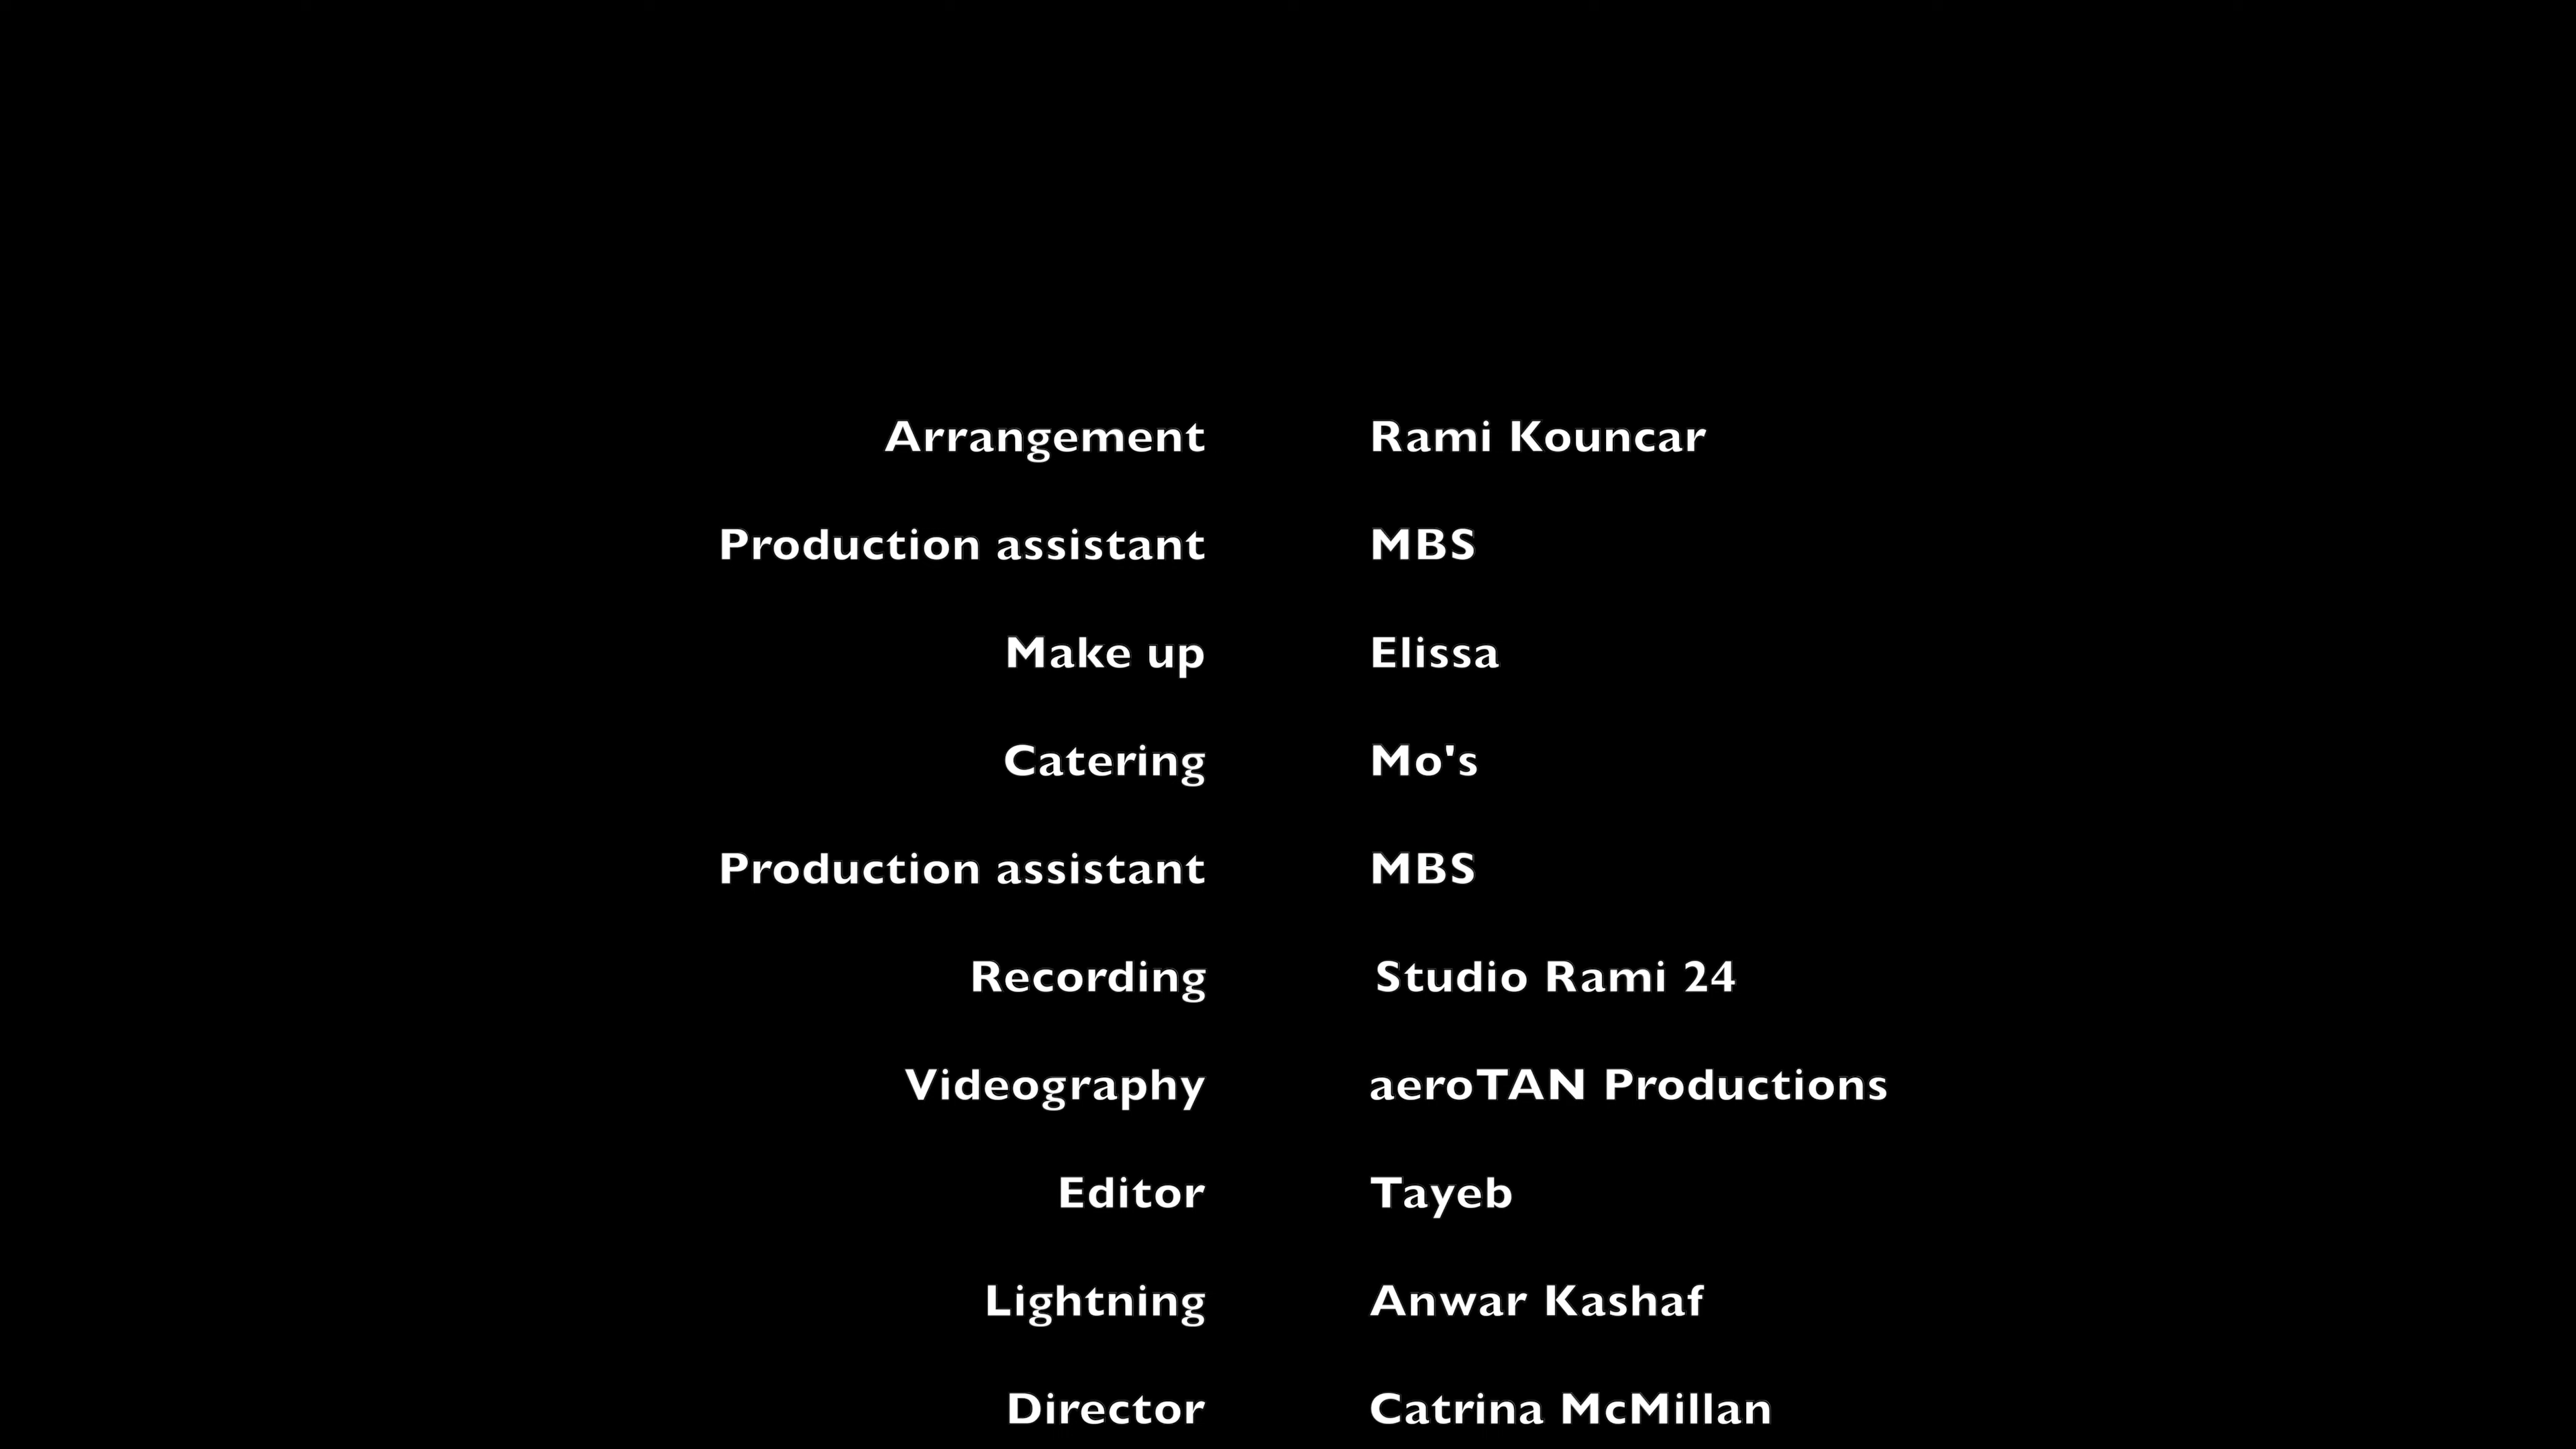 Arrangement Rami Kouncar
Production assistant MBS
Make up Elissa
Catering Mo's
Production assistant MBS
Recording Studio Rami 24
Videography aeroTAN Productions
Editor Tayeb
Lightning Anwar Kashaf
Director Catrina McMillan